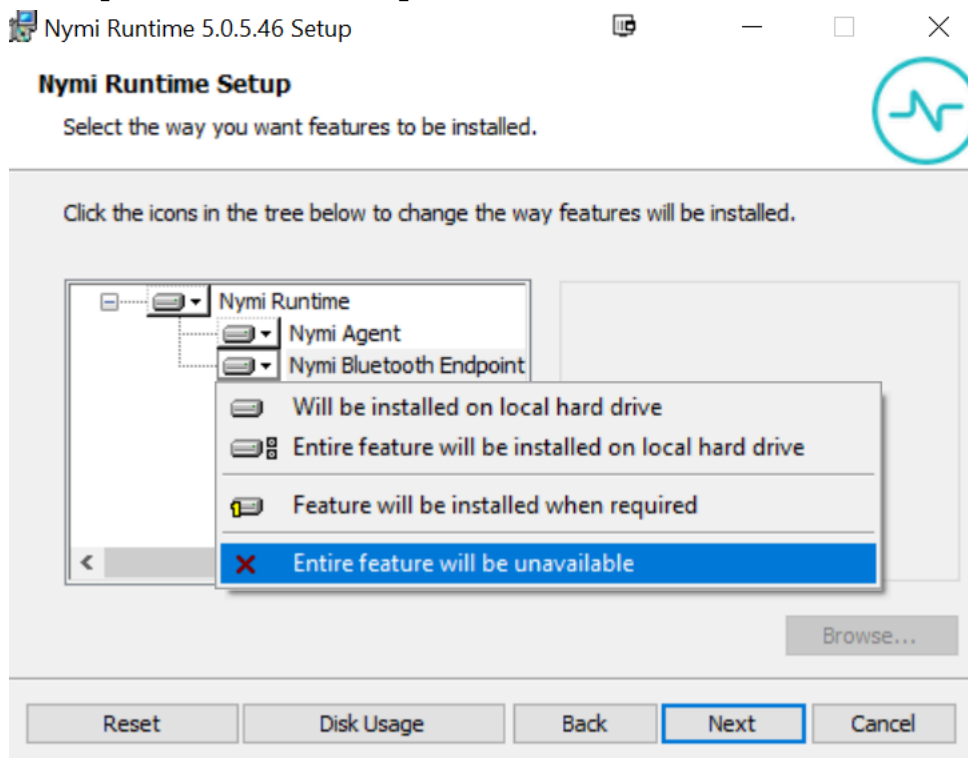 Nymi Runtime 5.0.5.46 Setup
Nymi Runtime Setup
Select the way you want features to be installed.
Click the icons in the tree below to change the way features will be installed.
Nymi Runtime
Nymi Agent
Nymi Bluetooth Endpoint
Will be installed on local hard drive
Entire feature will be installed on local hard drive
Feature will be installed when required
Entire feature will be unavailable
Browse...
Reset Disk Usage Back Next Cancel